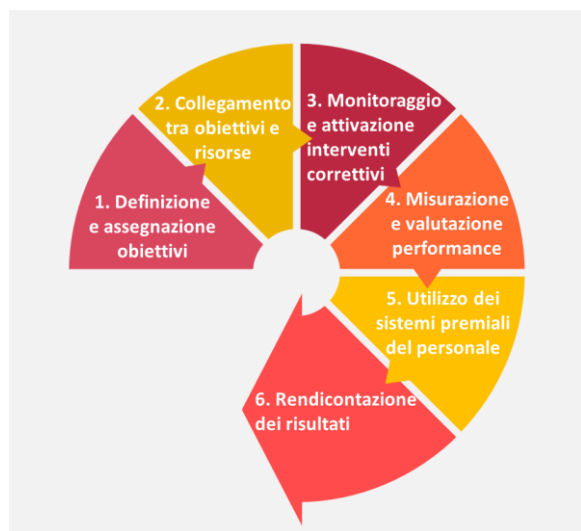 1. Definizione
e assegnazione
obiettivi
2. Collegamento
tra obiettivi e
risorse
3. Monitoraggio
e attivazione
interventi
correttivi
4. Misurazione
e valutazione
performance
5. Utilizzo dei
sistemi premiali
del personale
6. Rendicontazione
dei risultati